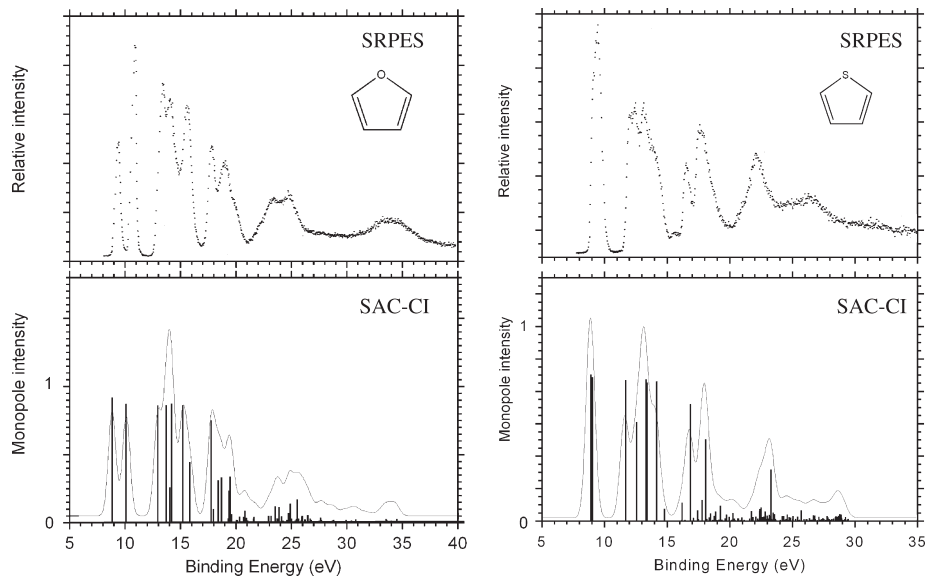 SRPES
O
Relative intensity
SAC-CI
Monopole intensity
1
0
5 10 15 20 25 30 35 40
Binding Energy (eV)
SRPES
S
Relative intensity
SAC-CI
Monopole intensity
1
0
5 10 15 20 25 30 35
Binding Energy (eV)